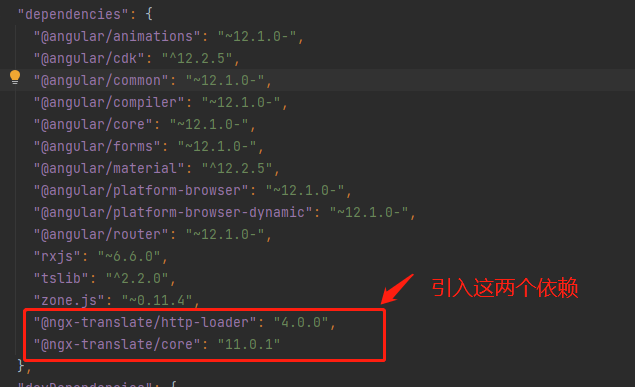 "dependencies": {
"@angular/animations": "~12.1.0-",
"@angular/cdk": "^12.2.5",
"@angular/common": "~12.1.0-",
"@angular/compiler": "~12.1.0-",
"@angular/core": "~12.1.0-",
"@angular/forms": "~12.1.0-",
"@angular/material": "^12.2.5",
"@angular/platform-browser": "~12.1.0-",
"@angular/platform-browser-dynamic": "~12.1.0-",
"@angular/router": "~12.1.0-",
"rxjs": "~6.6.0",
"tslib": "^2.2.0",
"zone.js": "~0.11.4",
引入这两个依赖
"@ngx-translate/http-loader": "4.0.0",
"@ngx-translate/core": "11.0.1"
},
"devDependencies": {